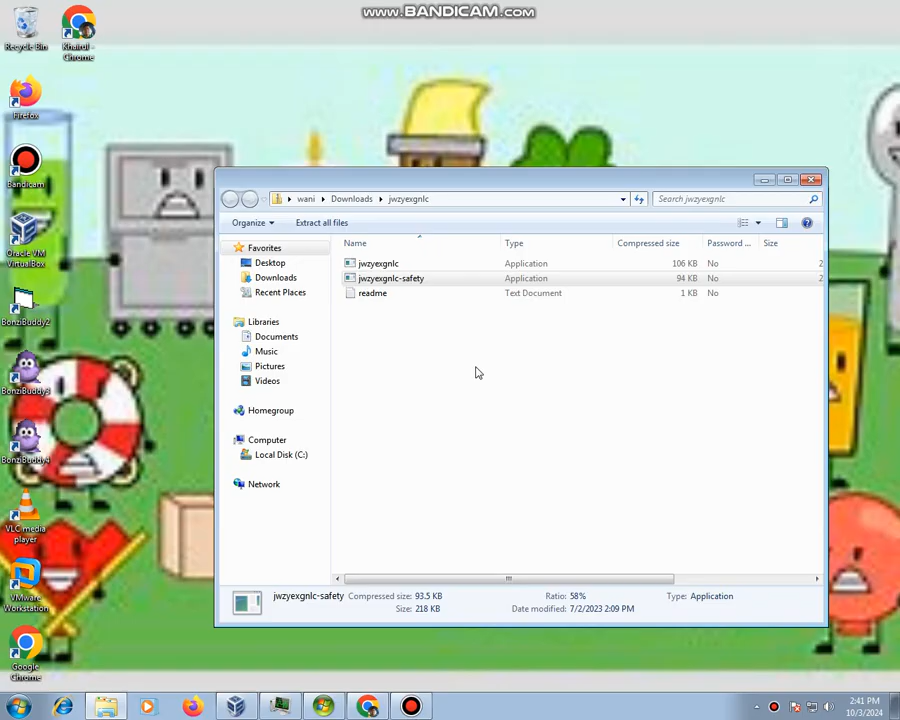 www.BANDICAM.com
Recycle Bin
Khairul -
Chrome
Firefox
Bandicam
Oracle VM
VirtualBox
BonziBuddy2
BonziBuddy3
BonziBuddy4
VLC media
player
VMware
Workstation
Google
Chrome
wani
Downloads
jwzyexgnlc
Search jwzyexgnlc
Organize
Extract all files
Favorites
Desktop
Downloads
Recent Places
Libraries
Documents
Music
Pictures
Videos
Homegroup
Computer
Local Disk (C:)
Network
Name Type Compressed size Password ... Size
jwzyexgnlc Application 106 KB No 2
jwzyexgnlc-safety Application 94 KB No 2
readme Text Document 1 KB No
jwzyexgnlc-safety Compressed size: 93.5 KB Ratio: 58% Type: Application
Size: 218 KB Date modified: 7/2/2023 2:09 PM
2:41 PM
10/3/2024